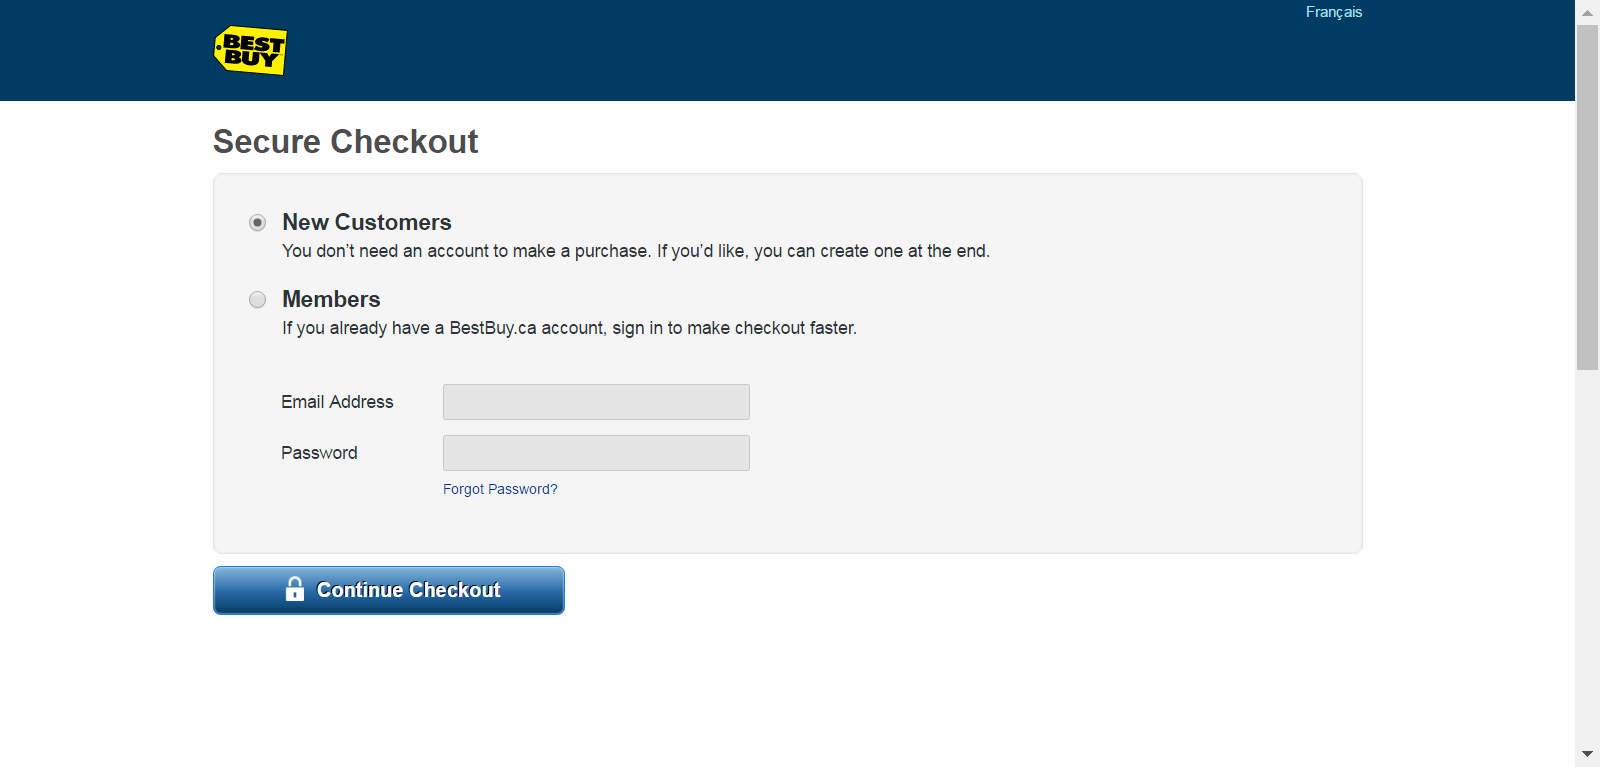 Français
BEST
BUY
Secure Checkout
New Customers
You don’t need an account to make a purchase. If you’d like, you can create one at the end.
Members
If you already have a BestBuy.ca account, sign in to make checkout faster.
Email Address
Password
Forgot Password?
Continue Checkout